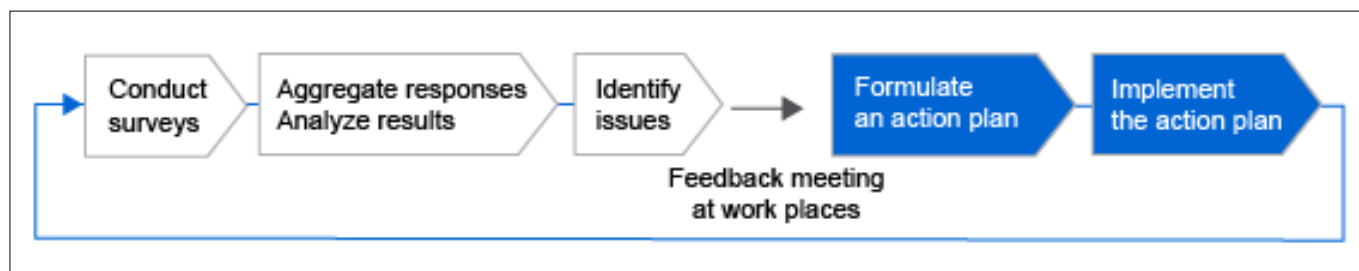 Conduct
surveys
Aggregate responses
Analyze results
Identify
issues
Feedback meeting
at work places
Formulate
an action plan
Implement
the action plan